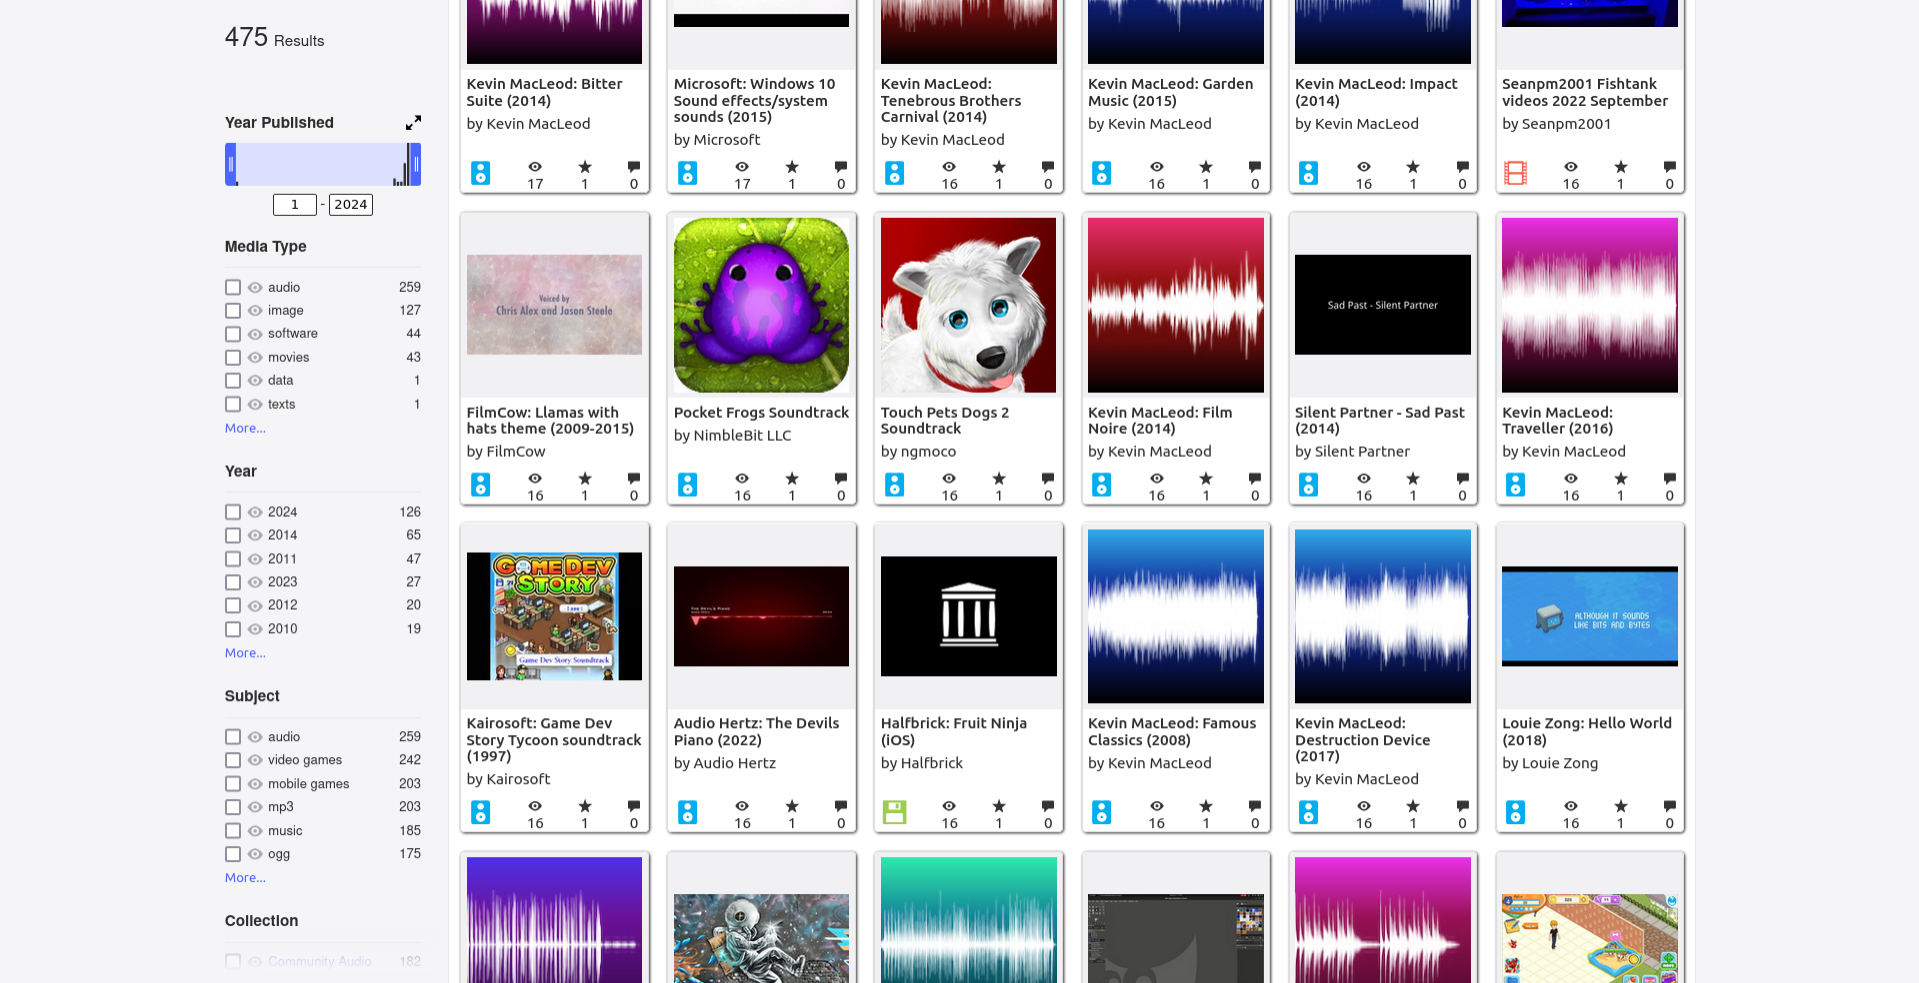 475 Results
Year Published
1 - 2024
Media Type
audio 259
image 127
software 44
movies 43
data 1
texts 1
More...
Year
2024 126
2014 65
2011 47
2023 27
2012 20
2010 19
More...
Subject
audio 259
video games 242
mobile games 203
mp3 203
music 185
ogg 175
More...
Collection
Community Audio 182
Kevin MacLeod: Bitter
Suite (2014)
by Kevin MacLeod
17 1 0
Microsoft: Windows 10
Sound effects/system
sounds (2015)
by Microsoft
17 1 0
Kevin MacLeod:
Tenebrous Brothers
Carnival (2014)
by Kevin MacLeod
16 1 0
Kevin MacLeod: Garden
Music (2015)
by Kevin MacLeod
16 1 0
Kevin MacLeod: Impact
(2014)
by Kevin MacLeod
16 1 0
Seanpm2001 Fishtank
videos 2022 September
by Seanpm2001
16 1 0
Voiced by
Chris Alex and Jason Steele
FilmCow: Llamas with
hats theme (2009-2015)
by FilmCow
16 1 0
Pocket Frogs Soundtrack
by NimbleBit LLC
16 1 0
Touch Pets Dogs 2
Soundtrack
by ngmoco
16 1 0
Kevin MacLeod: Film
Noire (2014)
by Kevin MacLeod
16 1 0
Sad Past - Silent Partner
Silent Partner - Sad Past
(2014)
by Silent Partner
16 1 0
Kevin MacLeod:
Traveller (2016)
by Kevin MacLeod
16 1 0
GAME DEV
STORY
Game Dev Story Soundtrack
Kairosoft: Game Dev
Story Tycoon soundtrack
(1997)
by Kairosoft
16 1 0
THE DEVIL'S PIANO
Audio Hertz: The Devils
Piano (2022)
by Audio Hertz
16 1 0
Halfbrick: Fruit Ninja
(iOS)
by Halfbrick
16 1 0
Kevin MacLeod: Famous
Classics (2008)
by Kevin MacLeod
16 1 0
Kevin MacLeod:
Destruction Device
(2017)
by Kevin MacLeod
16 1 0
ALTHOUGH IT SOUNDS
LIKE BITS AND BYTES
Louie Zong: Hello World
(2018)
by Louie Zong
16 1 0